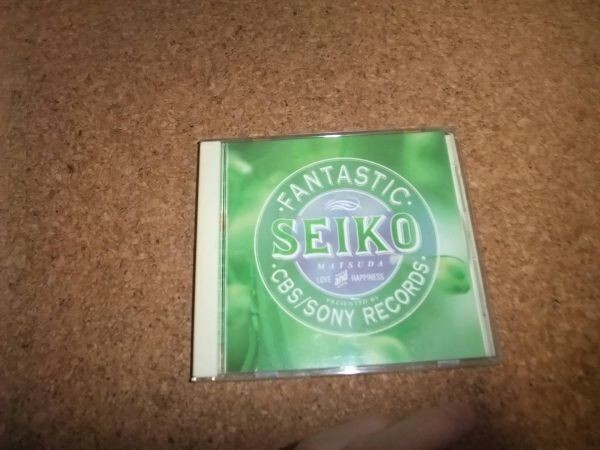 ·FANTASTIC·
SEIKO
MATSUDA
LOVE and HAPPINESS
PRESENTED BY
·CBS/SONY RECORDS·